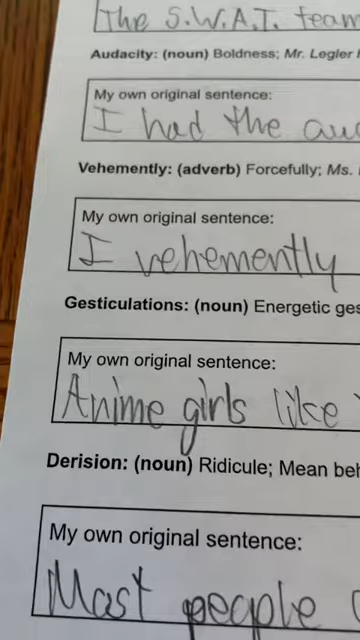 The S.W.A.T. team
Audacity: (noun) Boldness; Mr. Legler
My own original sentence:
I had the
Vehemently: (adverb) Forcefully; Ms.
My own original sentence:
I vehemently
Gesticulations: (noun) Energetic ges
My own original sentence:
Anime girls like
Derision: (noun) Ridicule; Mean beh
My own original sentence:
Most people